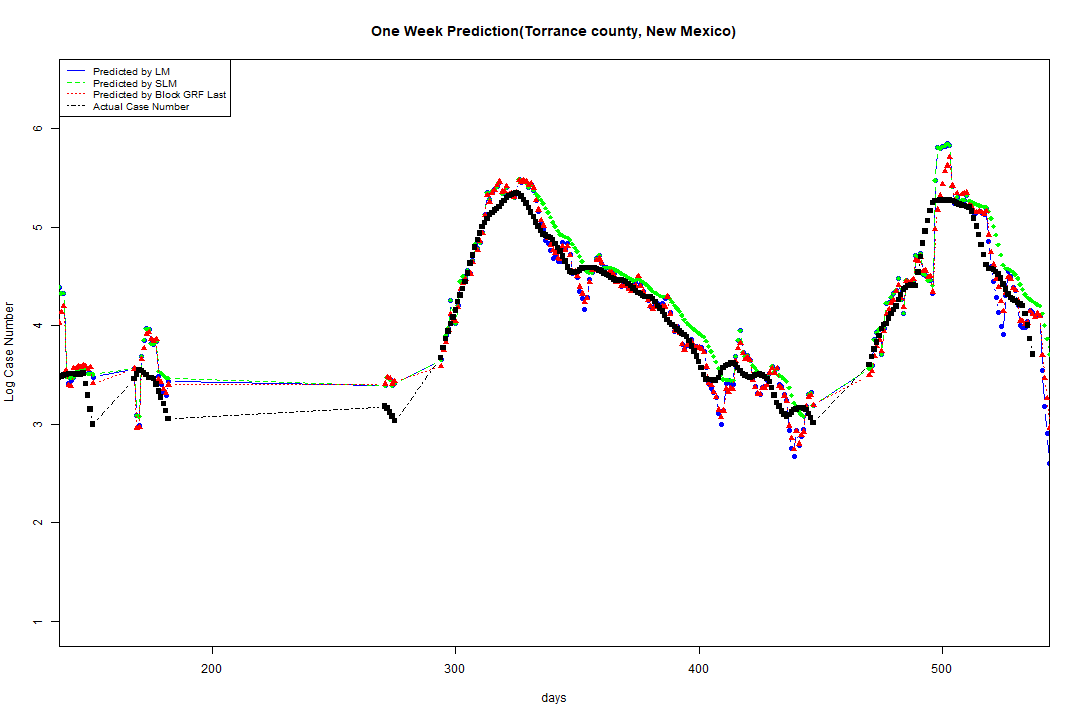 One Week Prediction(Torrance county, New Mexico)
Predicted by LM
Predicted by SLM
Predicted by Block GRF Last
Actual Case Number
6
5
4
3
2
1
Log Case Number
200
300
400
500
days